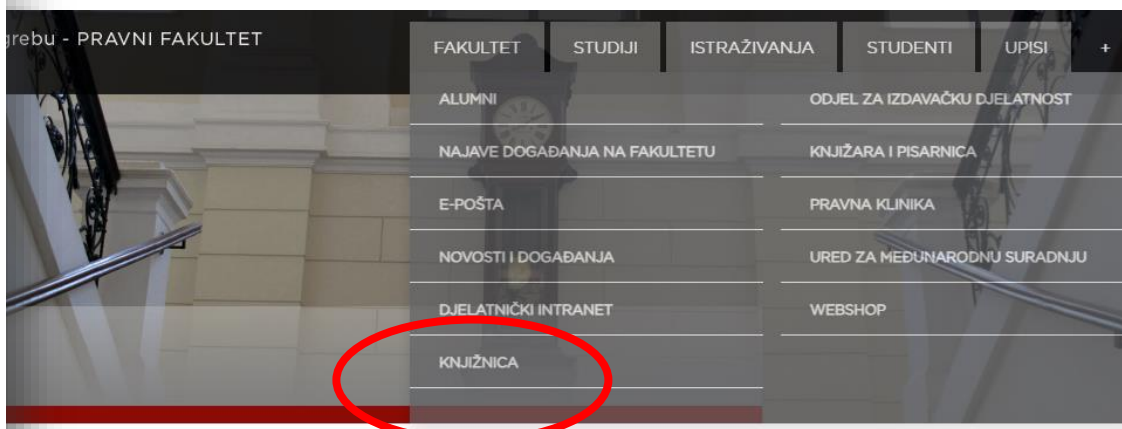 grebu - PRAVNI FAKULTET
FAKULTET STUDIJI ISTRAŽIVANJA STUDENTI UPISI +
ALUMNI
NAJAVE DOGAĐANJA NA FAKULTETU
E-POŠTA
NOVOSTI I DOGAĐANJA
DJELATNIČKI INTRANET
KNJIŽNICA
ODJEL ZA IZDAVAČKU DJELATNOST
KNJIŽARA I PISARNICA
PRAVNA KLINIKA
URED ZA MEĐUNARODNU SURADNJU
WEBSHOP